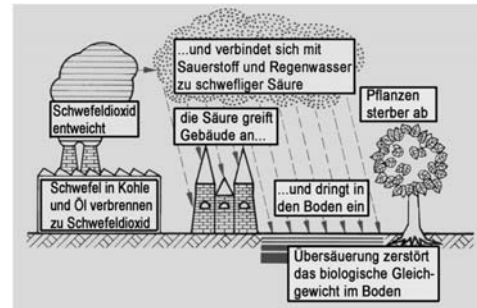 ...und verbindet sich mit
Sauerstoff und Regenwasser
zu schwefliger Säure
Schwefeldioxid
entweicht
die Säure greift
Gebäude an...
Pflanzen
sterber ab
Schwefel in Kohle
und Öl verbrennen
zu Schwefeldioxid
...und dringt in
den Boden ein
Übersäuerung zerstört
das biologische Gleich-
gewicht im Boden